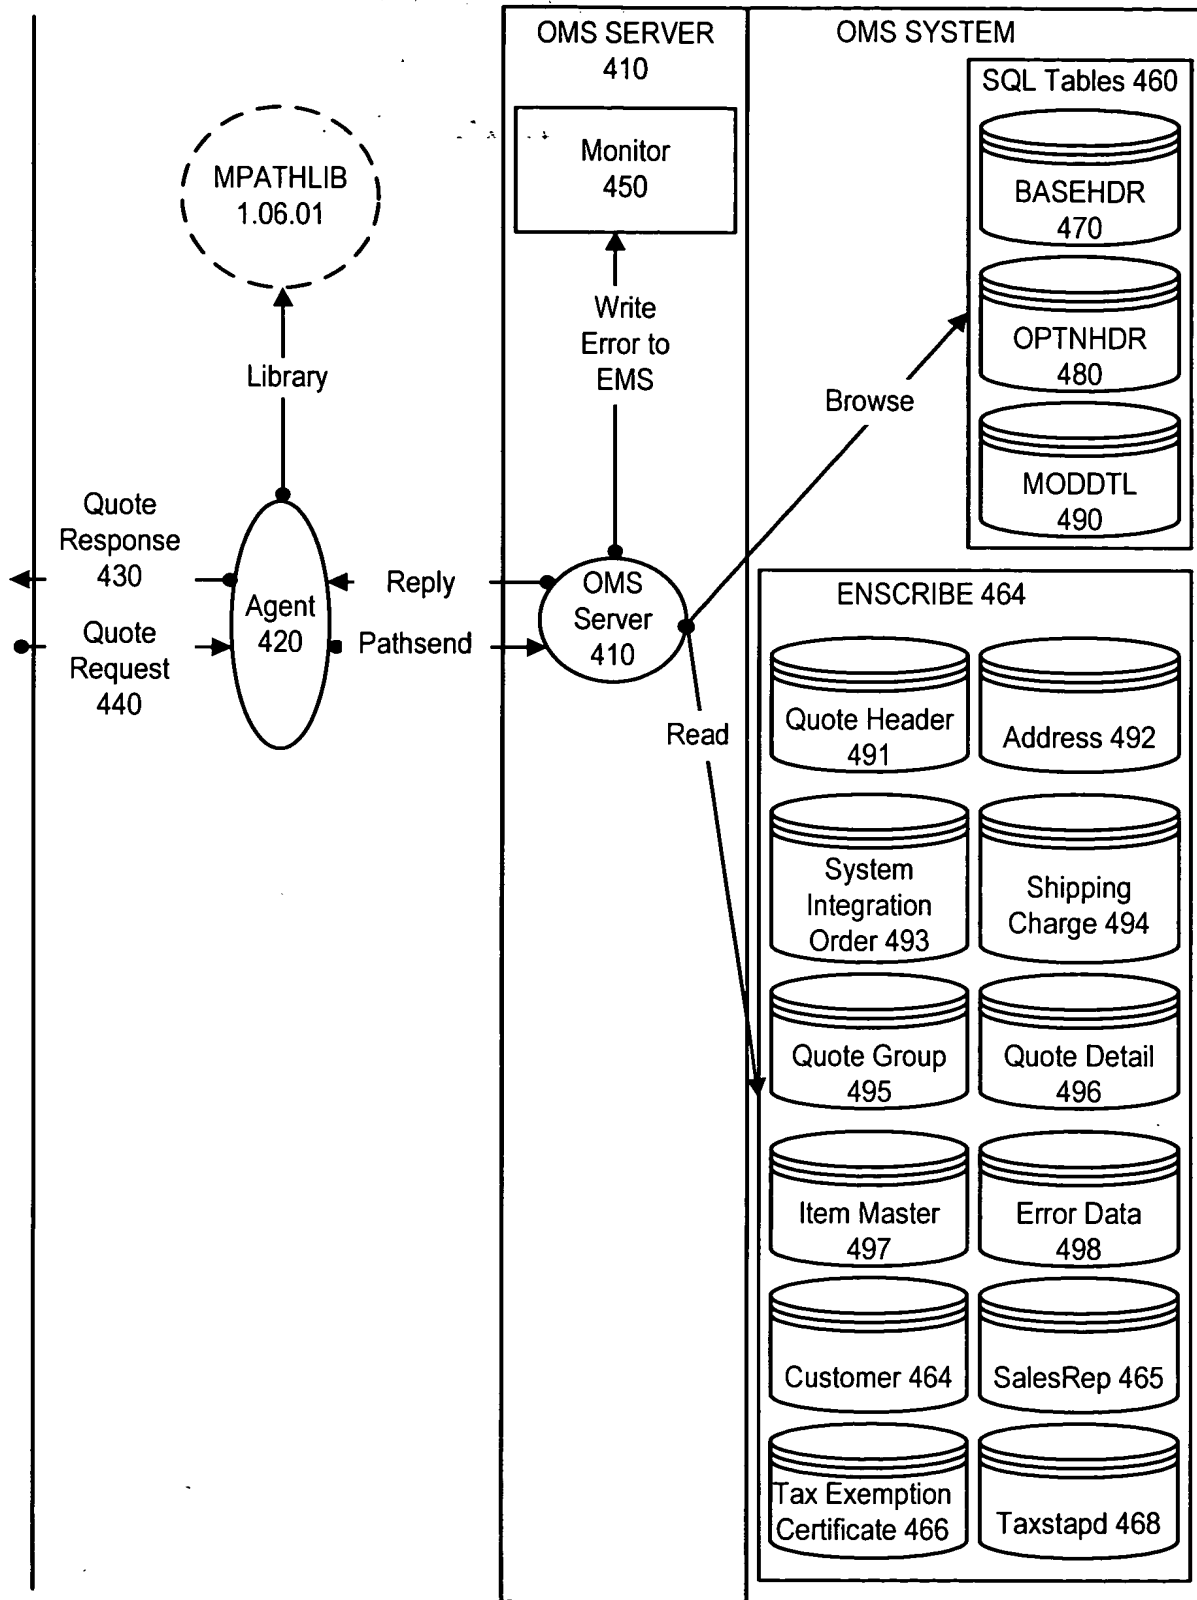 OMS SERVER
410
OMS SYSTEM
SQL Tables 460
MPATHLIB
1.06.01
Monitor
450
BASEHDR
470
Write
Error to
EMS
OPTNHDR
480
Library
Browse
MODDTL
490
Quote
Response
430
Reply
OMS
Server
410
Agent
420
Pathsend
Quote
Request
440
Read
ENSCRIBE 464
Quote Header
491
Address 492
System
Integration
Order 493
Shipping
Charge 494
Quote Group
495
Quote Detail
496
Item Master
497
Error Data
498
Customer 464
SalesRep 465
Tax Exemption
Certificate 466
Taxstapd 468